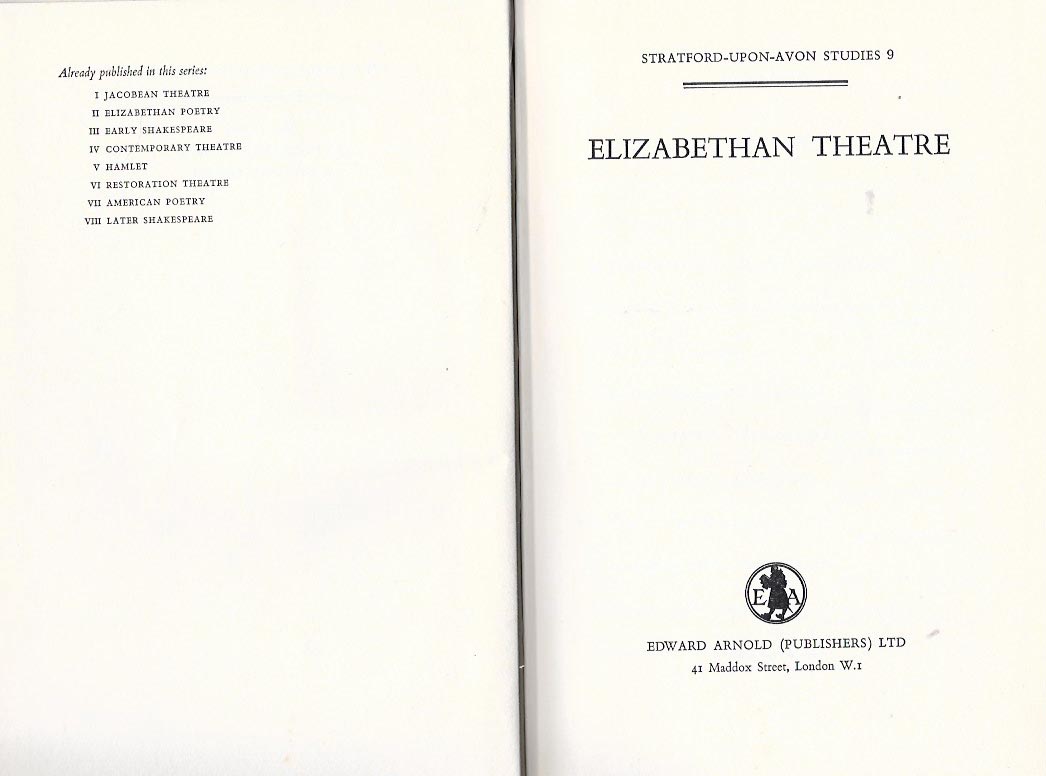 Already published in this series:
I JACOBEAN THEATRE
II ELIZABETHAN POETRY
III EARLY SHAKESPEARE
IV CONTEMPORARY THEATRE
V HAMLET
VI RESTORATION THEATRE
VII AMERICAN POETRY
VIII LATER SHAKESPEARE
STRATFORD-UPON-AVON STUDIES 9
ELIZABETHAN THEATRE
E A
EDWARD ARNOLD (PUBLISHERS) LTD
41 Maddox Street, London W.1